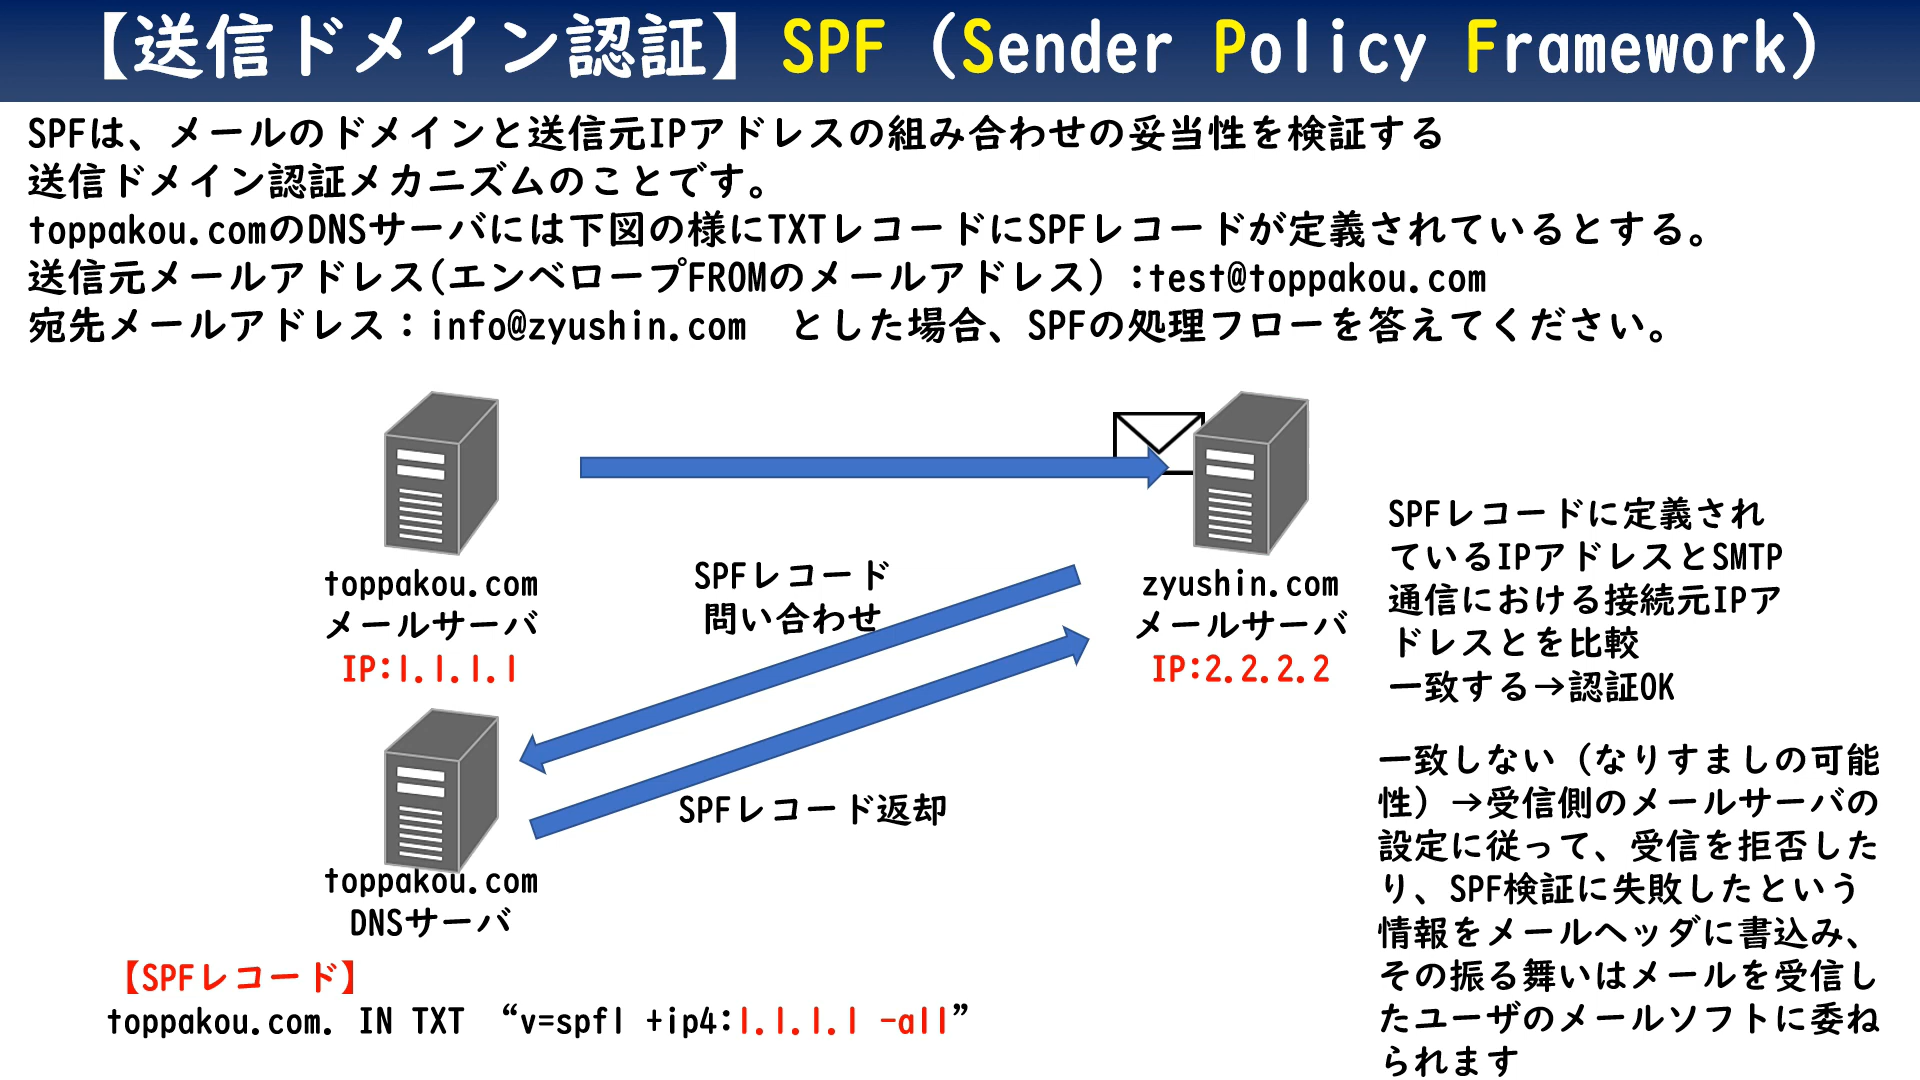 【送信ドメイン認証】SPF（Sender Policy Framework）
SPFは、メールのドメインと送信元IPアドレスの組み合わせの妥当性を検証する
送信ドメイン認証メカニズムのことです。
toppakou.comのDNSサーバには下図の様にTXTレコードにSPFレコードが定義されているとする。
送信元メールアドレス(エンベロープFROMのメールアドレス）:test@toppakou.com
宛先メールアドレス：info@zyushin.com　とした場合、SPFの処理フローを答えてください。
toppakou.com
メールサーバ
IP:1.1.1.1
SPFレコード
問い合わせ
zyushin.com
メールサーバ
IP:2.2.2.2
SPFレコードに定義され
ているIPアドレスとSMTP
通信における接続元IPア
ドレスとを比較
一致する→認証OK
一致しない（なりすましの可能
性）→受信側のメールサーバの
設定に従って、受信を拒否した
り、SPF検証に失敗したという
情報をメールヘッダに書込み、
その振る舞いはメールを受信し
たユーザのメールソフトに委ね
られます
SPFレコード返却
toppakou.com
DNSサーバ
【SPFレコード】
toppakou.com. IN TXT　“v=spf1 +ip4:1.1.1.1 -all”